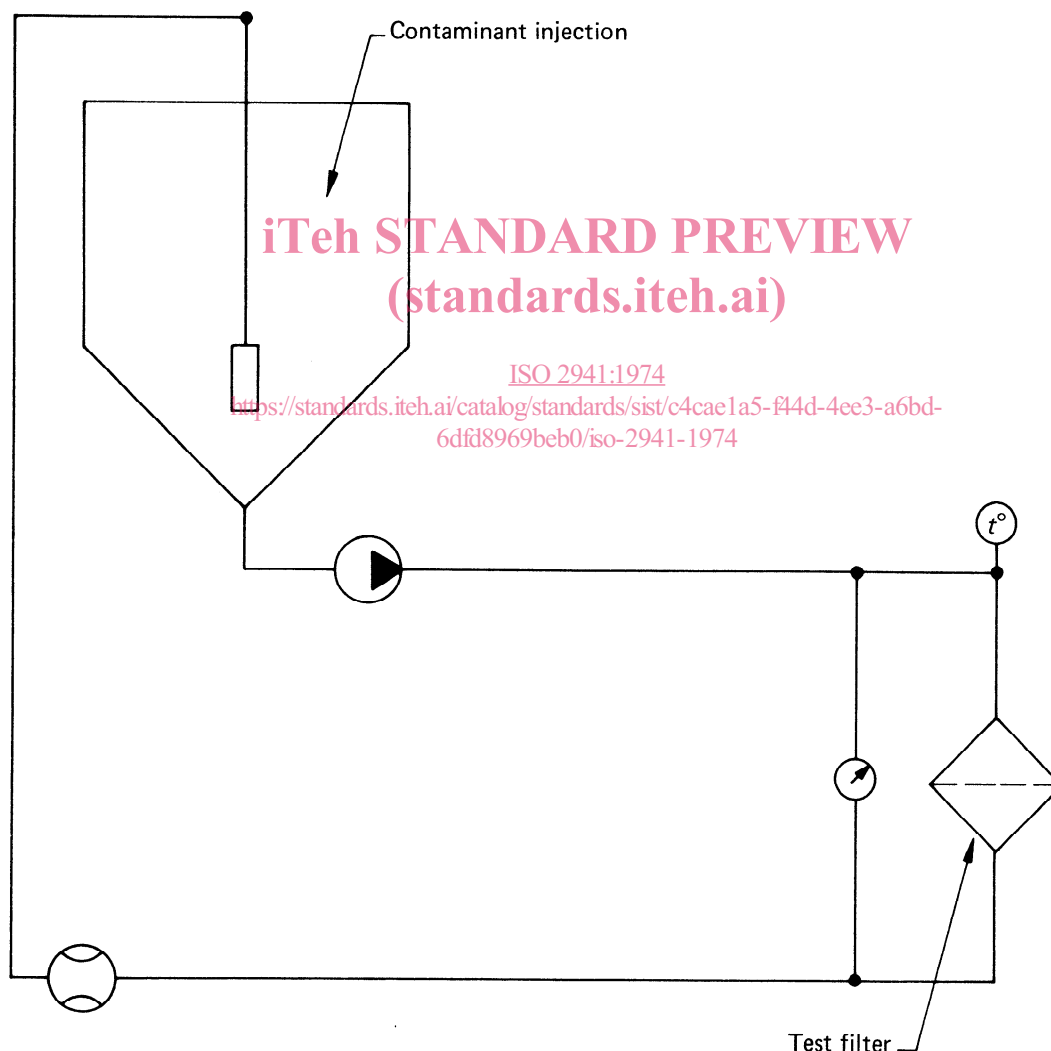 Contaminant injection
iTeh STANDARD PREVIEW
(standards.iteh.ai)
ISO 2941:1974
https://standards.iteh.ai/catalog/standards/sist/c4cae1a5-f44d-4ee3-a6bd-
6dfd8969beb0/iso-2941-1974
t°
Test filter